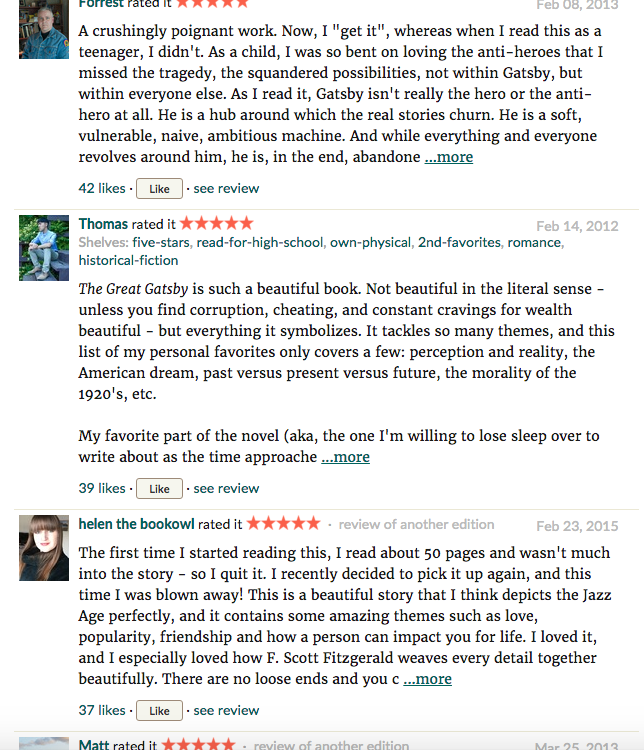 Forrest rated it Feb 08, 2013
A crushingly poignant work. Now, I "get it", whereas when I read this as a
teenager, I didn't. As a child, I was so bent on loving the anti-heroes that I
missed the tragedy, the squandered possibilities, not within Gatsby, but
within everyone else. As I read it, Gatsby isn't really the hero or the anti-
hero at all. He is a hub around which the real stories churn. He is a soft,
vulnerable, naive, ambitious machine. And while everything and everyone
revolves around him, he is, in the end, abandone ...more
42 likes · Like · see review
Thomas rated it ★★★★★ Feb 14, 2012
Shelves: five-stars, read-for-high-school, own-physical, 2nd-favorites, romance,
historical-fiction
The Great Gatsby is such a beautiful book. Not beautiful in the literal sense –
unless you find corruption, cheating, and constant cravings for wealth
beautiful – but everything it symbolizes. It tackles so many themes, and this
list of my personal favorites only covers a few: perception and reality, the
American dream, past versus present versus future, the morality of the
1920's, etc.
My favorite part of the novel (aka, the one I'm willing to lose sleep over to
write about as the time approache ...more
39 likes · Like · see review
helen the bookowl rated it ★★★★★ · review of another edition Feb 23, 2015
The first time I started reading this, I read about 50 pages and wasn't much
into the story – so I quit it. I recently decided to pick it up again, and this
time I was blown away! This is a beautiful story that I think depicts the Jazz
Age perfectly, and it contains some amazing themes such as love,
popularity, friendship and how a person can impact you for life. I loved it,
and I especially loved how F. Scott Fitzgerald weaves every detail together
beautifully. There are no loose ends and you c ...more
37 likes · Like · see review
Matt rated it ★★★★★ · review of another edition Mar 25, 2013